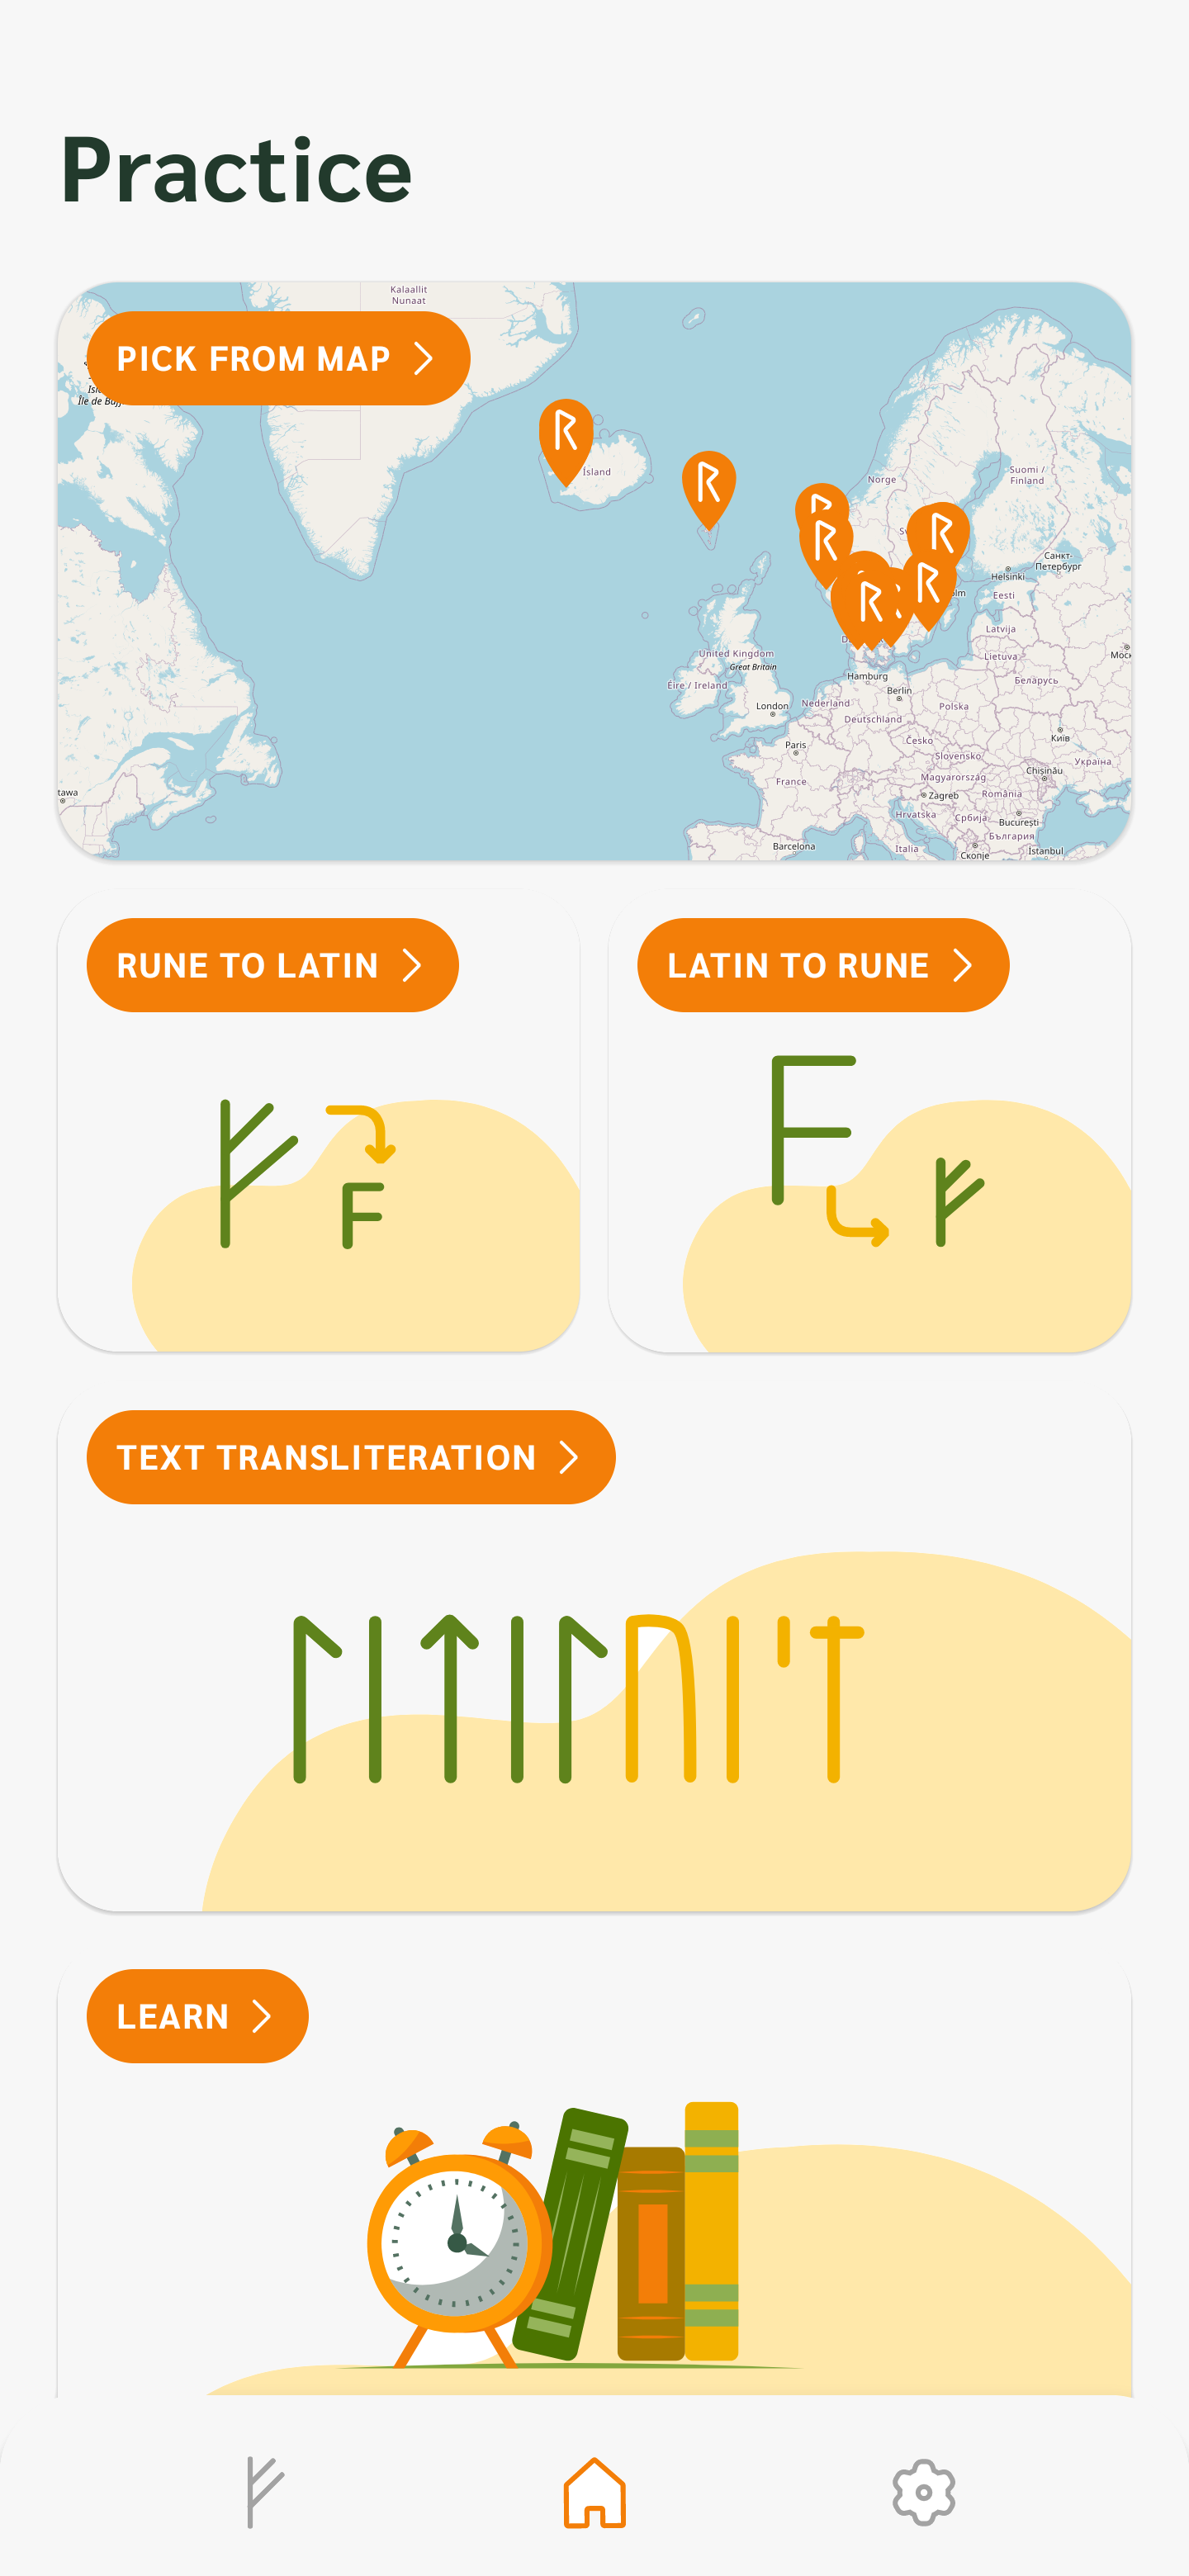 Practice
Kalaallit
Nunaat
PICK FROM MAP
Ísland
Norge
Suomi /
Finland
Санкт-
Петербург
Helsinki
Eesti
Latvija
Lietuva
United Kingdom
Great Britain
Éire / Ireland
Hamburg
Беларусь
Berlin
London
Nederland
Polska
Deutschland
Київ
Česko
Paris
Slovensko
Україна
Chișinău
France
Magyarország
Zagreb
România
Hrvatska
Србија
București
България
Barcelona
Italia
Скопје
İstanbul
RUNE TO LATIN
LATIN TO RUNE
ᚠ
F
F
ᚠ
TEXT TRANSLITERATION
ᛚᛁᛏᛁᛚᚢᛁᛌᛏ
LEARN